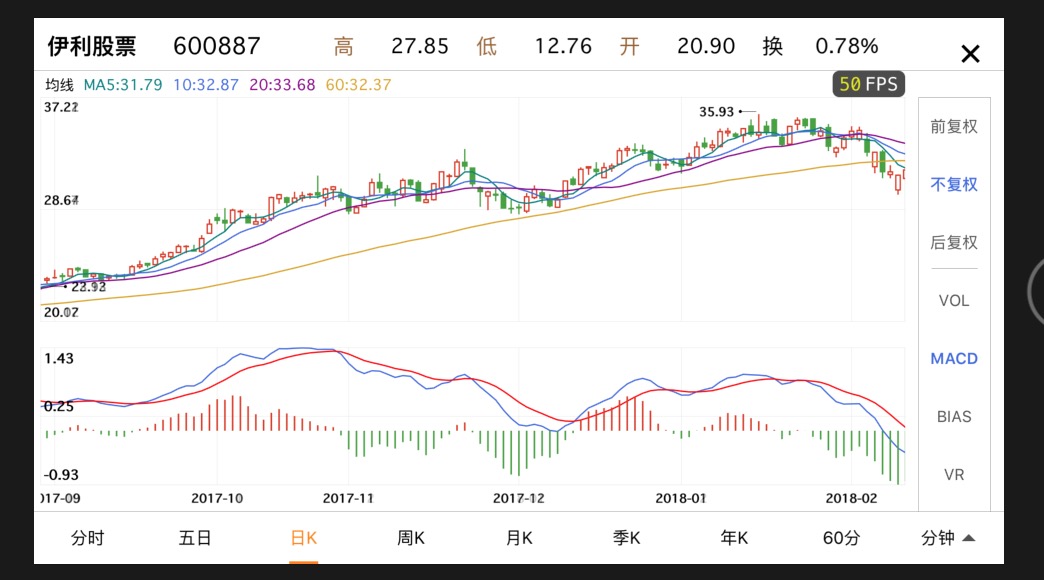 伊利股票 600887 高 27.85 低 12.76 开 20.90 换 0.78%
均线 MA5:31.79 10:32.87 20:33.68 60:32.37
50 FPS
37.22
35.93
前复权
不复权
28.67
后复权
23.93
VOL
20.07
1.43
MACD
0.25
BIAS
-0.93
VR
2017-10 2017-11 2017-12 2018-01 2018-02
分时 五日 日K 周K 月K 季K 年K 60分 分钟